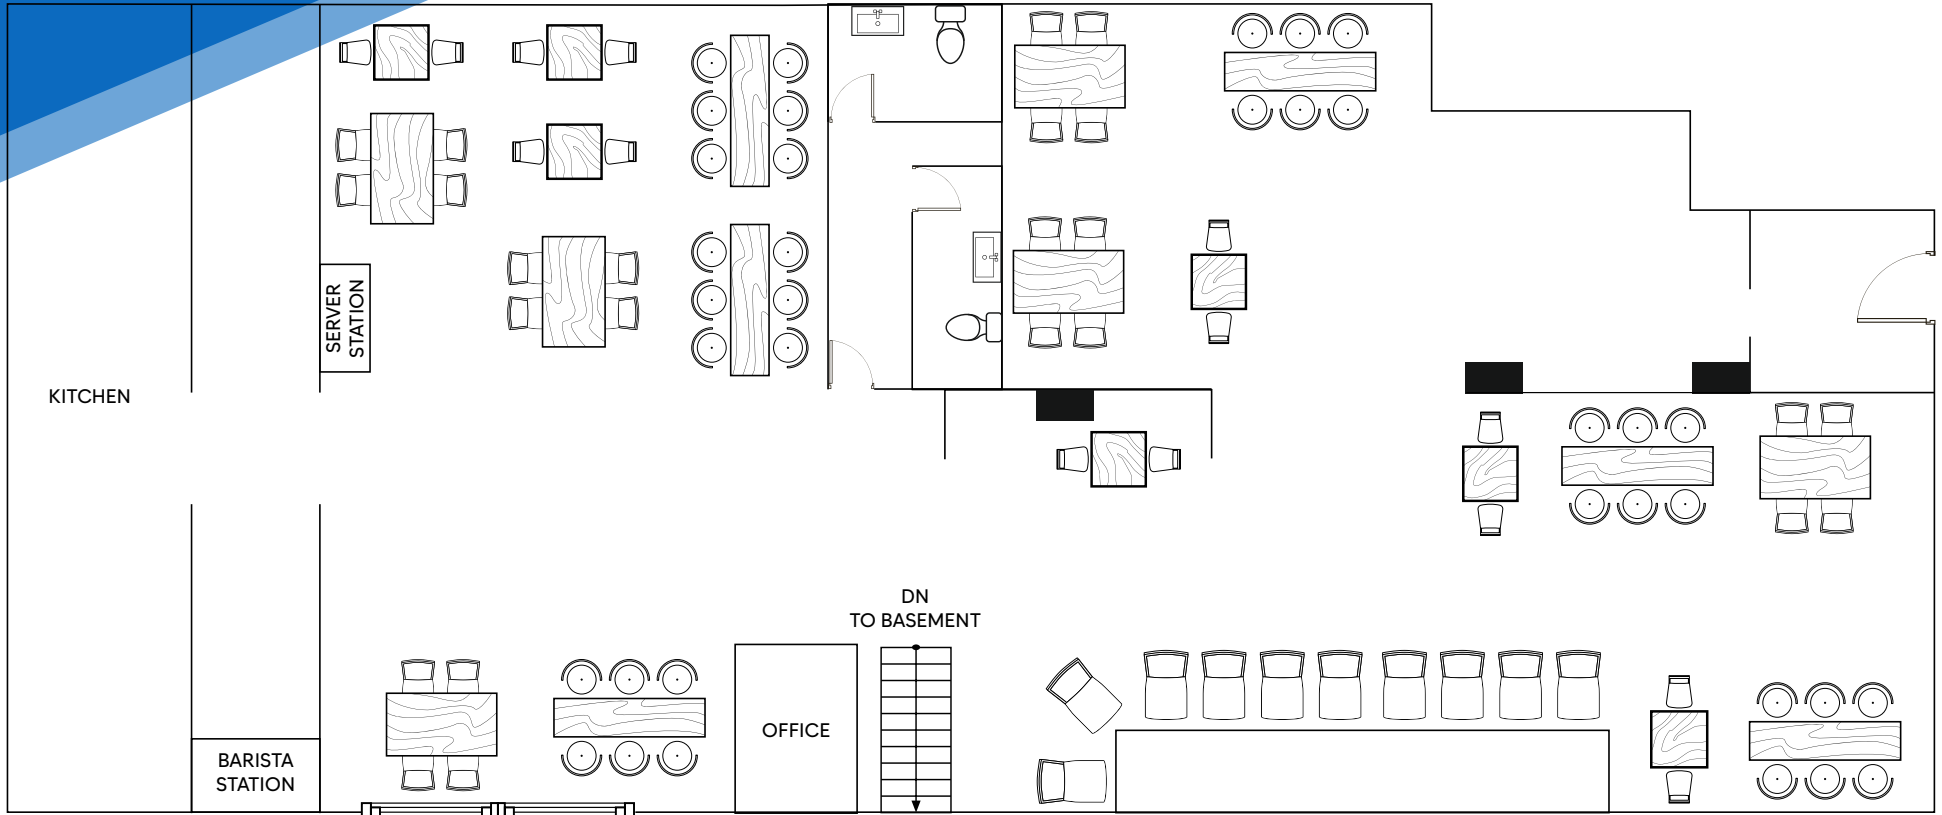 SERVER
STATION
KITCHEN
DN
TO BASEMENT
OFFICE
BARISTA
STATION